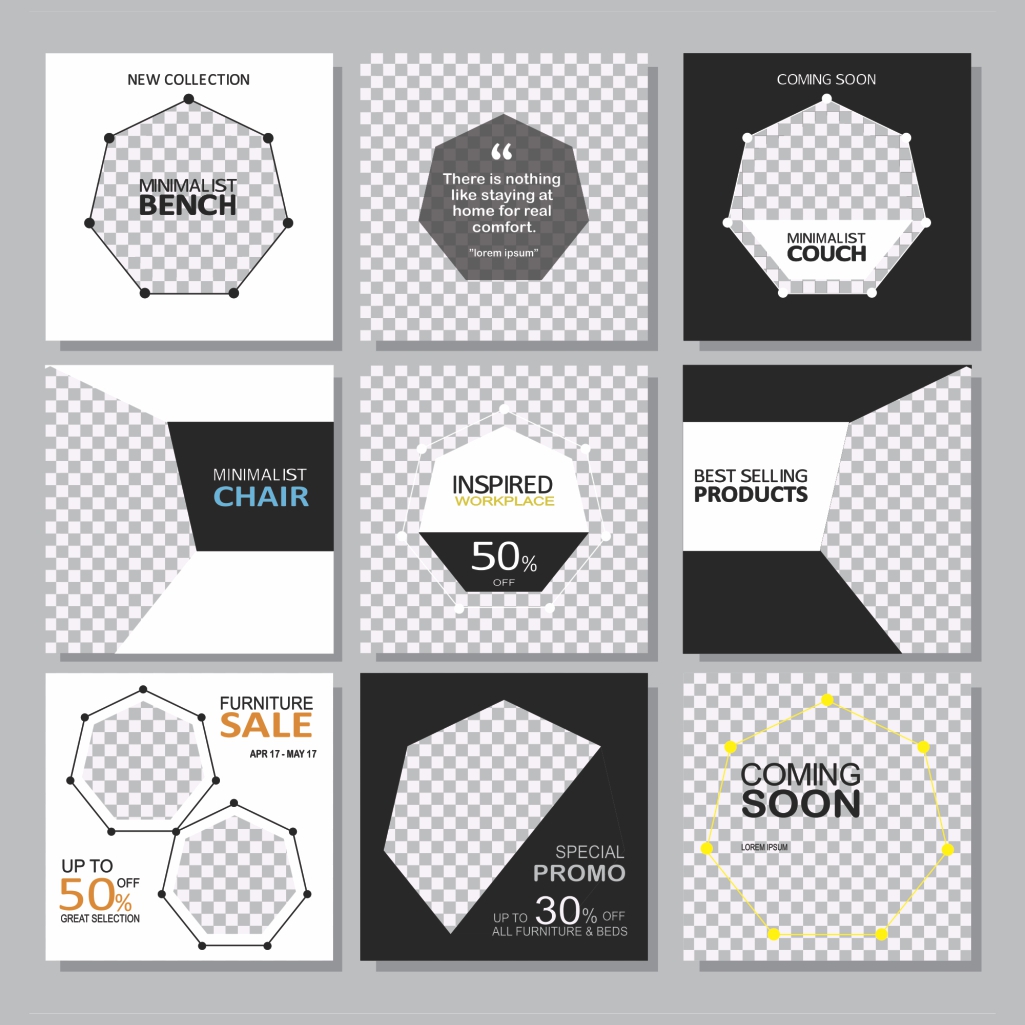 NEW COLLECTION
MINIMALIST
BENCH
“
There is nothing
like staying at
home for real
comfort.
"lorem ipsum"
COMING SOON
MINIMALIST
COUCH
MINIMALIST
CHAIR
INSPIRED
WORKPLACE
50%
OFF
BEST SELLING
PRODUCTS
FURNITURE
SALE
APR 17 - MAY 17
UP TO
50% OFF
GREAT SELECTION
SPECIAL
PROMO
UP TO 30% OFF
ALL FURNITURE & BEDS
COMING
SOON
LOREM IPSUM